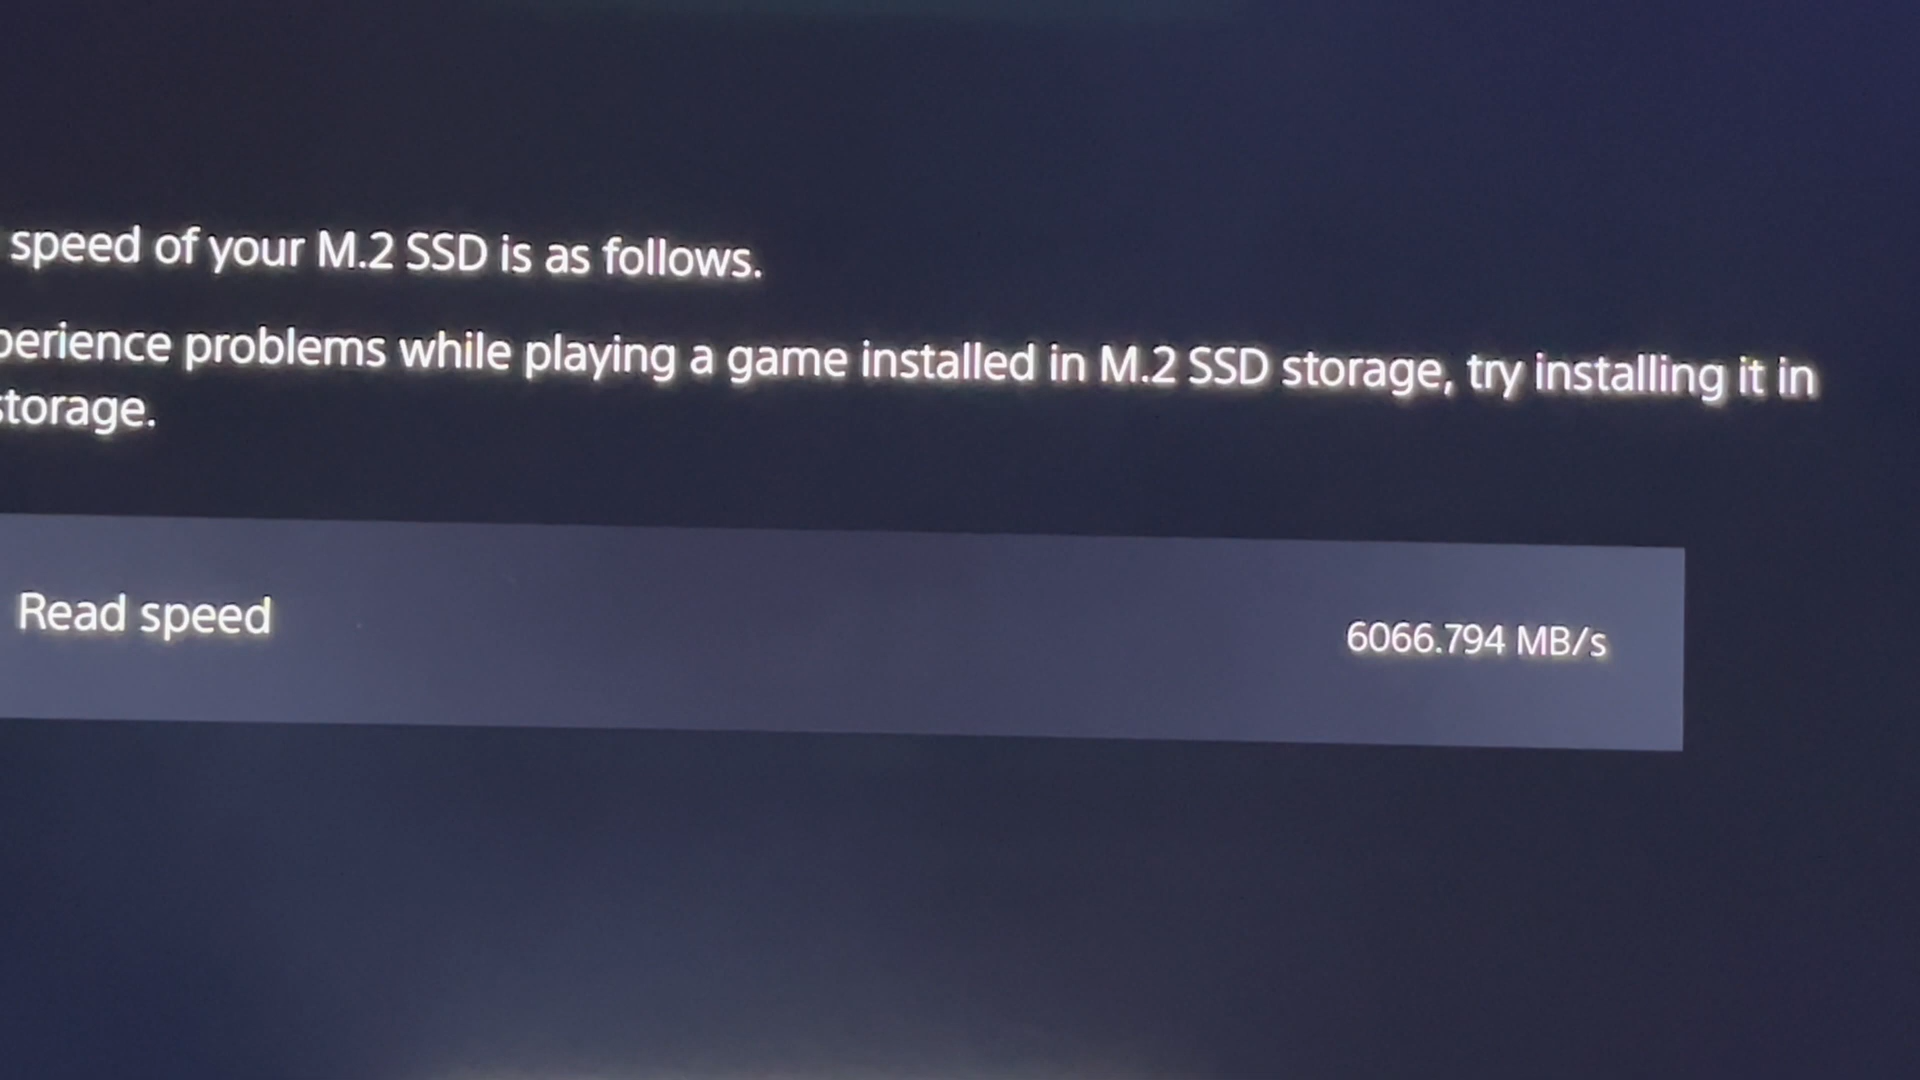 speed of your M.2 SSD is as follows.
perience problems while playing a game installed in M.2 SSD storage, try installing it in
storage.
Read speed 6066.794 MB/s